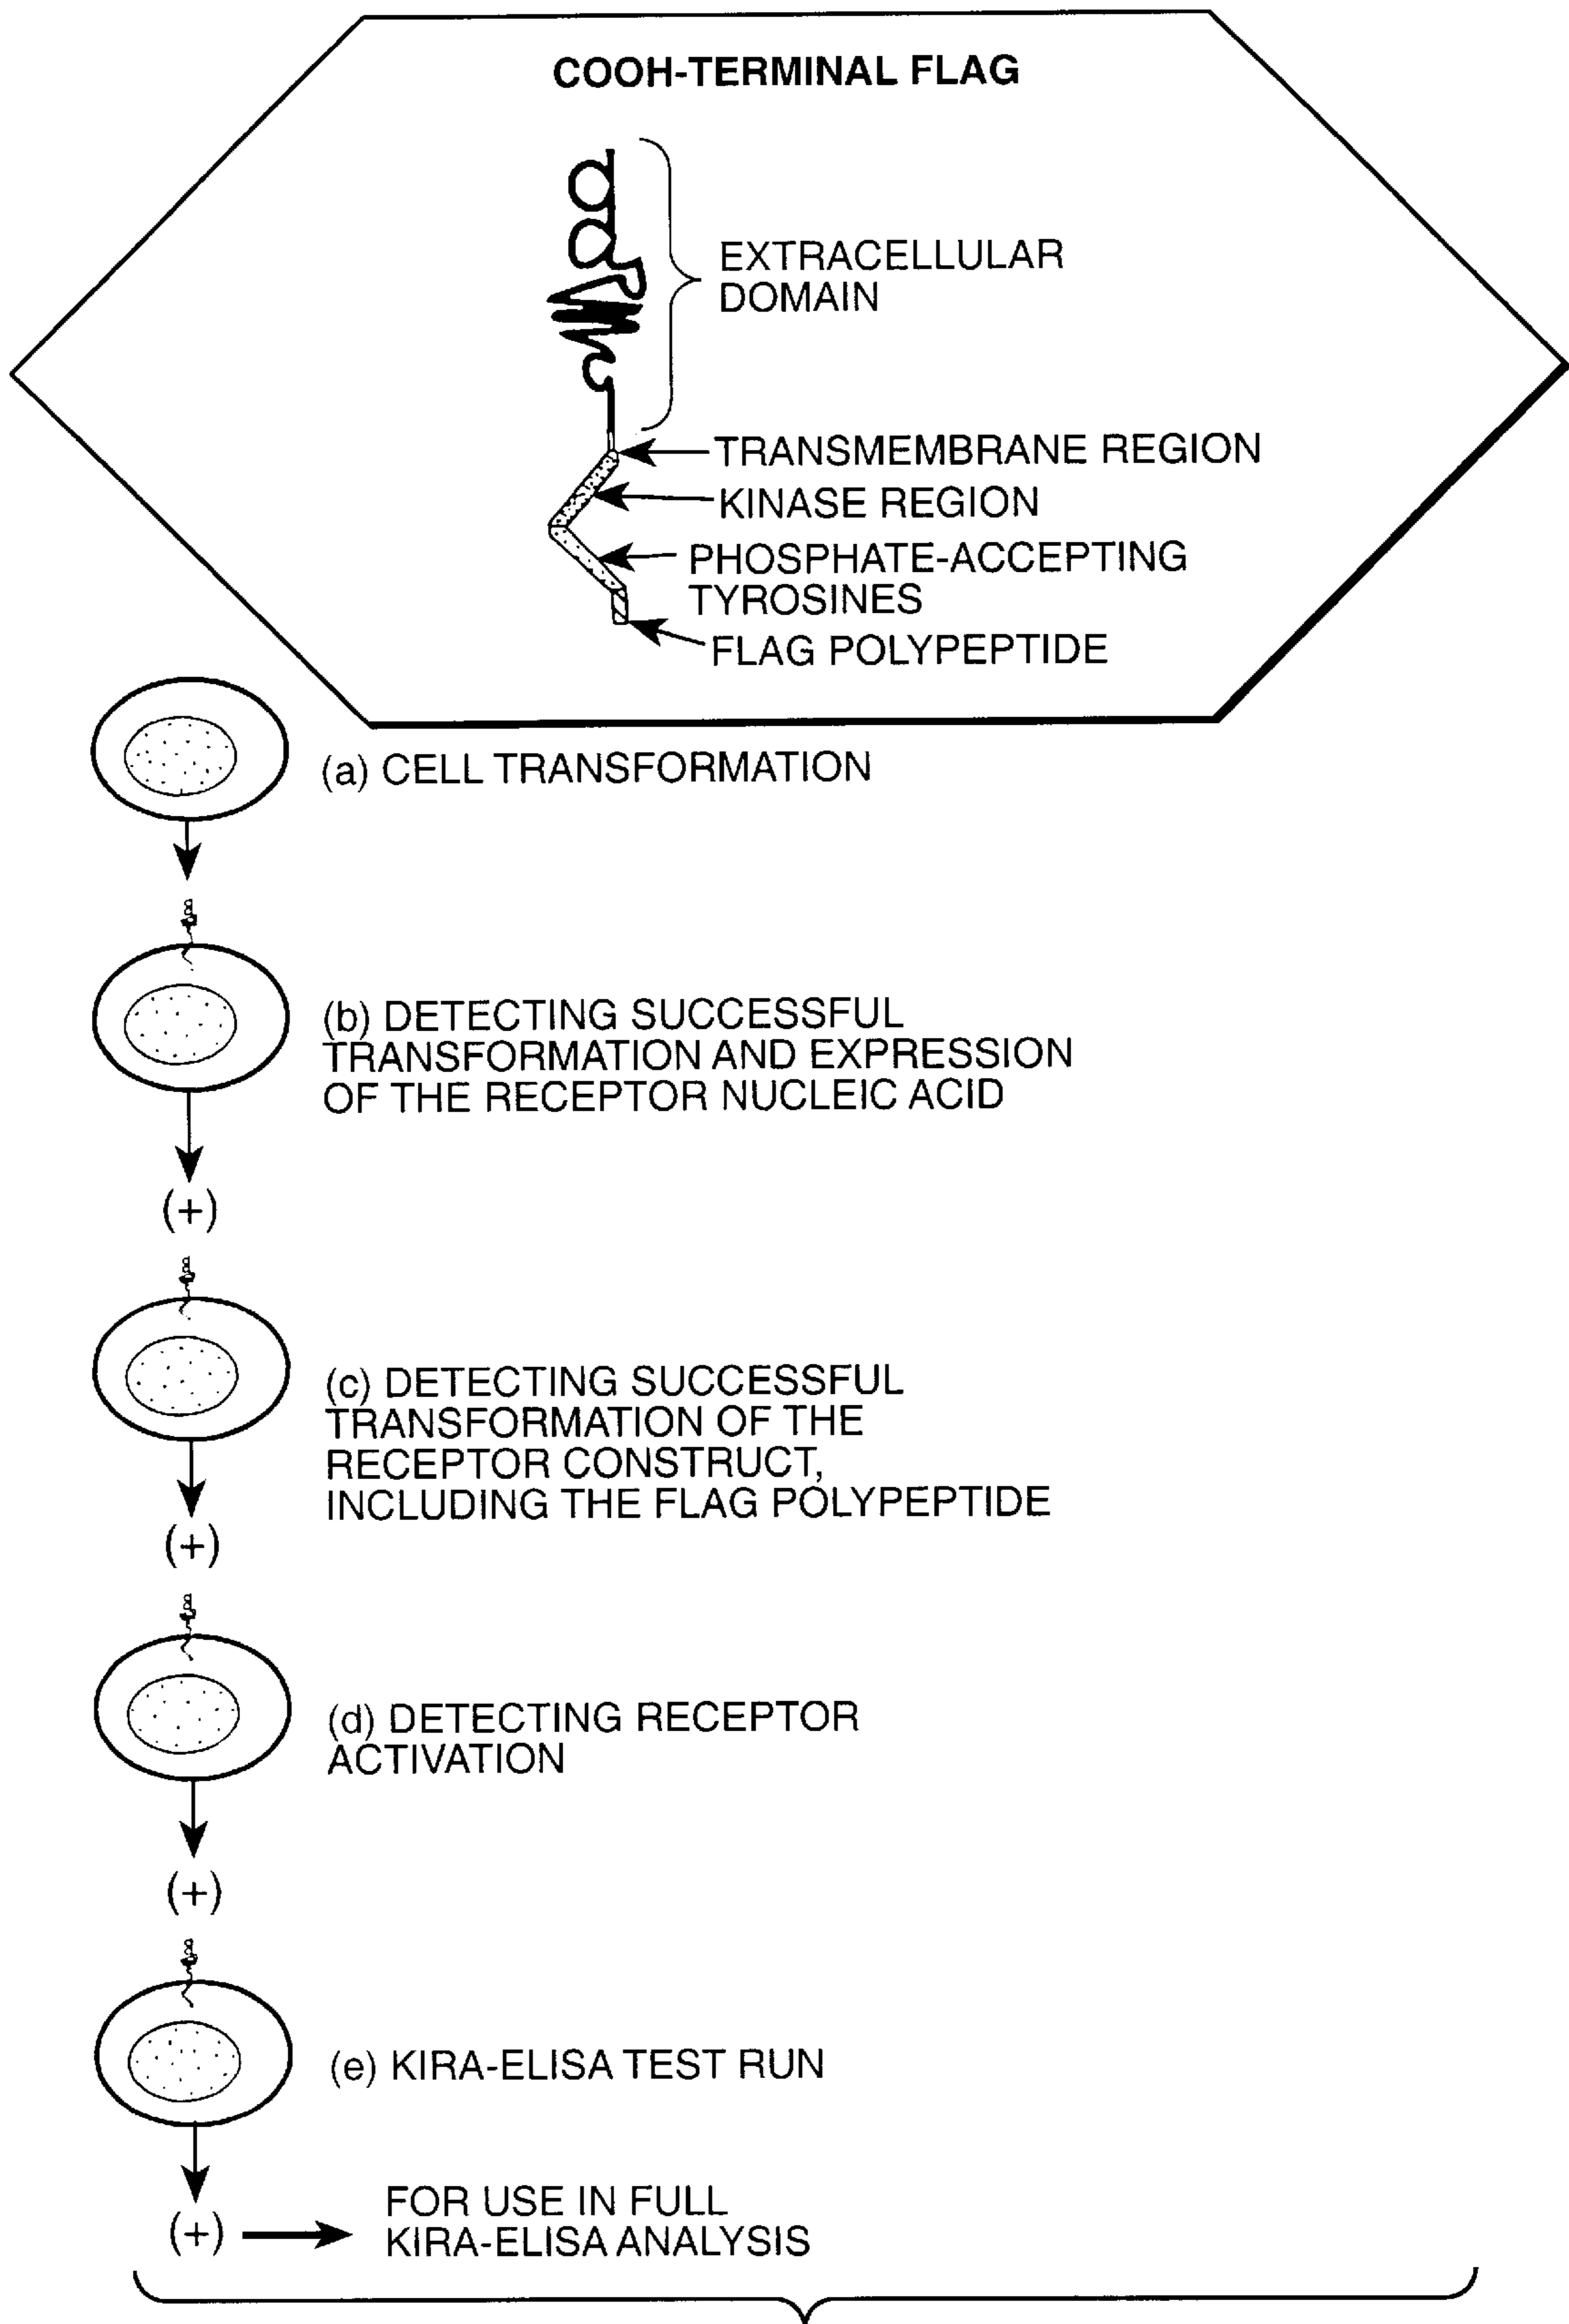 COOH-TERMINAL FLAG
EXTRACELLULAR
DOMAIN
TRANSMEMBRANE REGION
KINASE REGION
PHOSPHATE-ACCEPTING
TYROSINES
FLAG POLYPEPTIDE
(a) CELL TRANSFORMATION
(b) DETECTING SUCCESSFUL
TRANSFORMATION AND EXPRESSION
OF THE RECEPTOR NUCLEIC ACID
(+)
(c) DETECTING SUCCESSFUL
TRANSFORMATION OF THE
RECEPTOR CONSTRUCT,
INCLUDING THE FLAG POLYPEPTIDE
(+)
(d) DETECTING RECEPTOR
ACTIVATION
(+)
(e) KIRA-ELISA TEST RUN
(+)
FOR USE IN FULL
KIRA-ELISA ANALYSIS